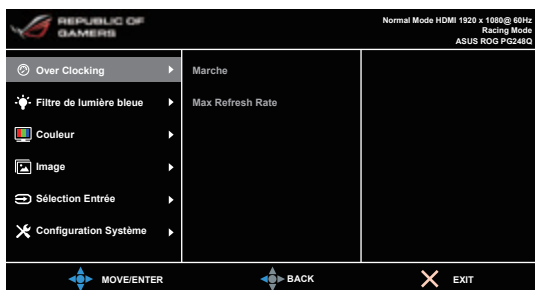 REPUBLIC OF
GAMERS
Normal Mode HDMI 1920 x 1080@ 60Hz
Racing Mode
ASUS ROG PG248Q
Over Clocking
Marche
Filtre de lumière bleue
Max Refresh Rate
Couleur
Image
Sélection Entrée
Configuration Système
MOVE/ENTER
BACK
EXIT